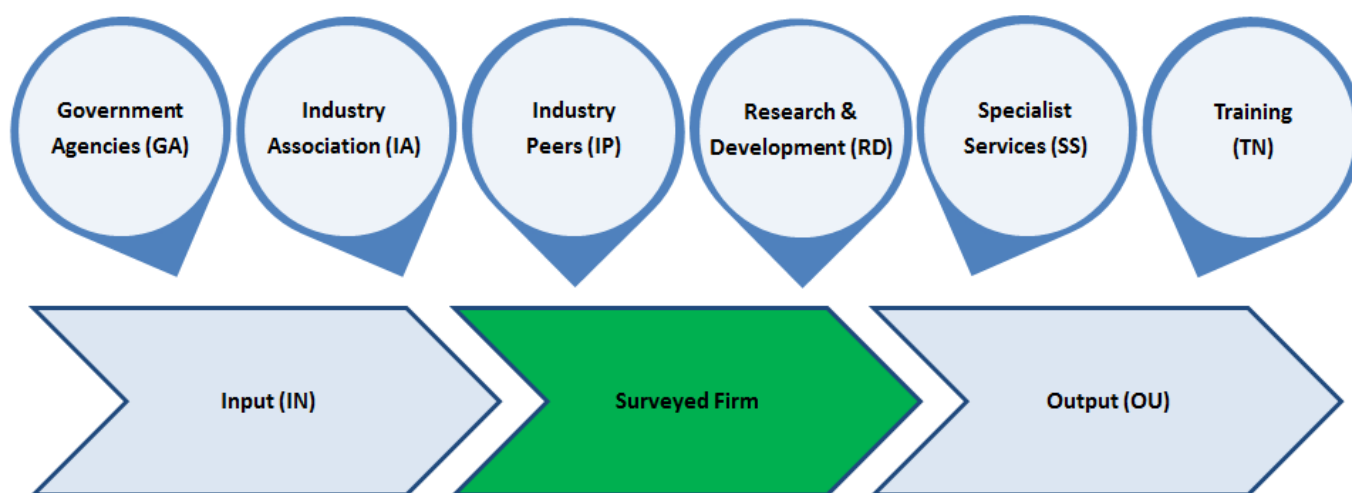 Government
Agencies (GA)
Industry
Association (IA)
Industry
Peers (IP)
Research &
Development (RD)
Specialist
Services (SS)
Training
(TN)
Input (IN)
Surveyed Firm
Output (OU)